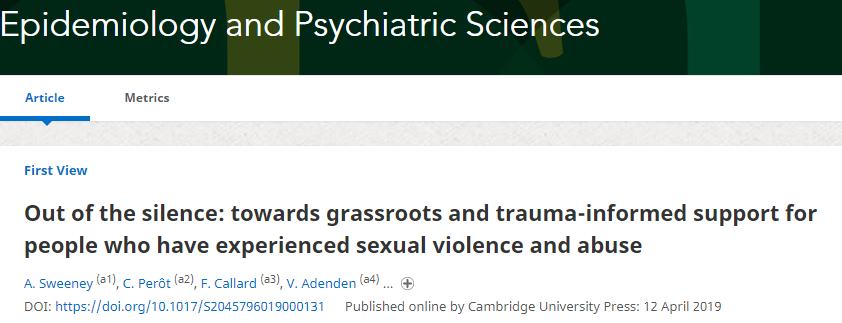 Epidemiology and Psychiatric Sciences
Article Metrics
First View
Out of the silence: towards grassroots and trauma-informed support for
people who have experienced sexual violence and abuse
A. Sweeney (a1), C. Perôt (a2), F. Callard (a3), V. Adenden (a4) ...
DOI: https://doi.org/10.1017/S2045796019000131 Published online by Cambridge University Press: 12 April 2019